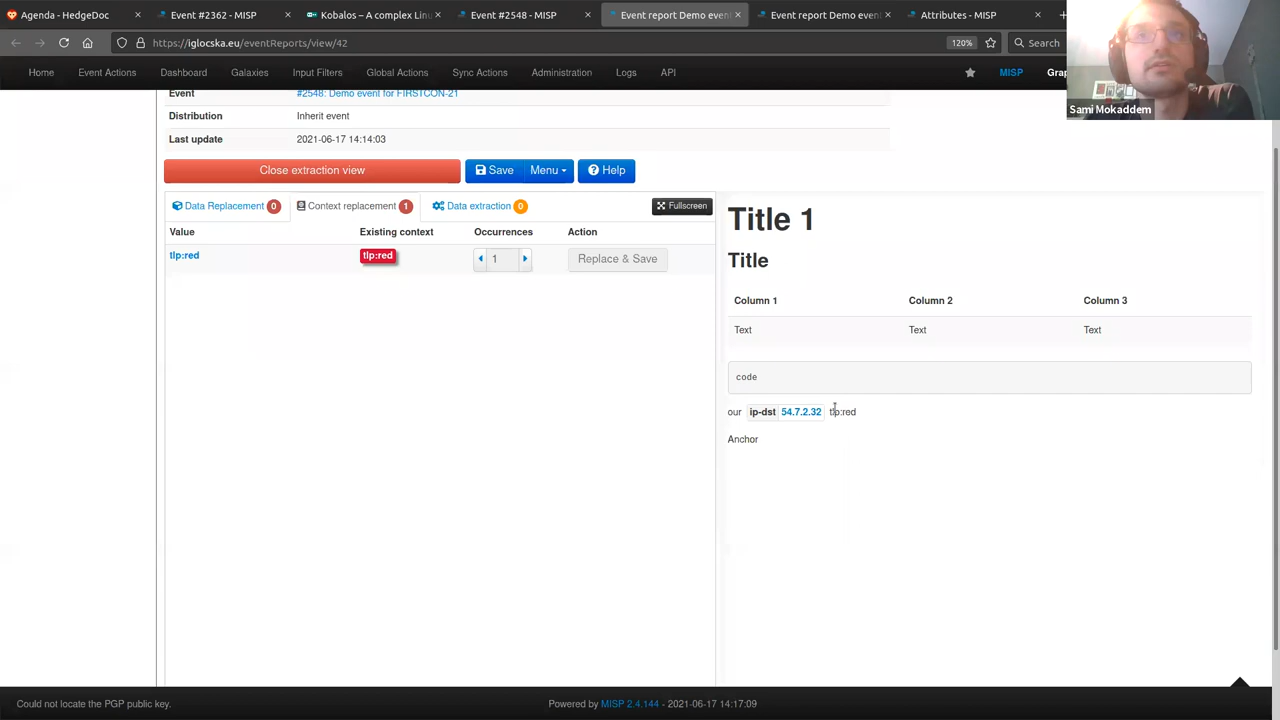 Agenda - HedgeDoc
Event #2362 - MISP
Kobalos – A complex Linu
Event #2548 - MISP
Event report Demo even
Event report Demo even
Attributes - MISP
https://iglocska.eu/eventReports/view/42
120%
Search
Home
Event Actions
Dashboard
Galaxies
Input Filters
Global Actions
Sync Actions
Administration
Logs
API
MISP
Grap
Sami Mokaddem
Event
#2548: Demo event for FIRSTCON-21
Distribution
Inherit event
Last update
2021-06-17 14:14:03
Close extraction view
Save
Menu
Help
Data Replacement 0
Context replacement 1
Data extraction 0
Fullscreen
Value
Existing context
Occurrences
Action
tlp:red
tlp:red
1
Replace & Save
Title 1
Title
Column 1
Column 2
Column 3
Text
Text
Text
code
our ip-dst 54.7.2.32 tlp:red
Anchor
Could not locate the PGP public key.
Powered by MISP 2.4.144 - 2021-06-17 14:17:09